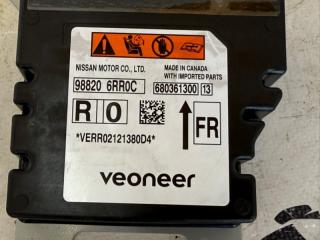 NISSAN MOTOR CO., LTD.
MADE IN CANADA
WITH IMPORTED PARTS
98820 6RR0C
680361300 13
R 0
FR
*VERR02121380D4*
veoneer